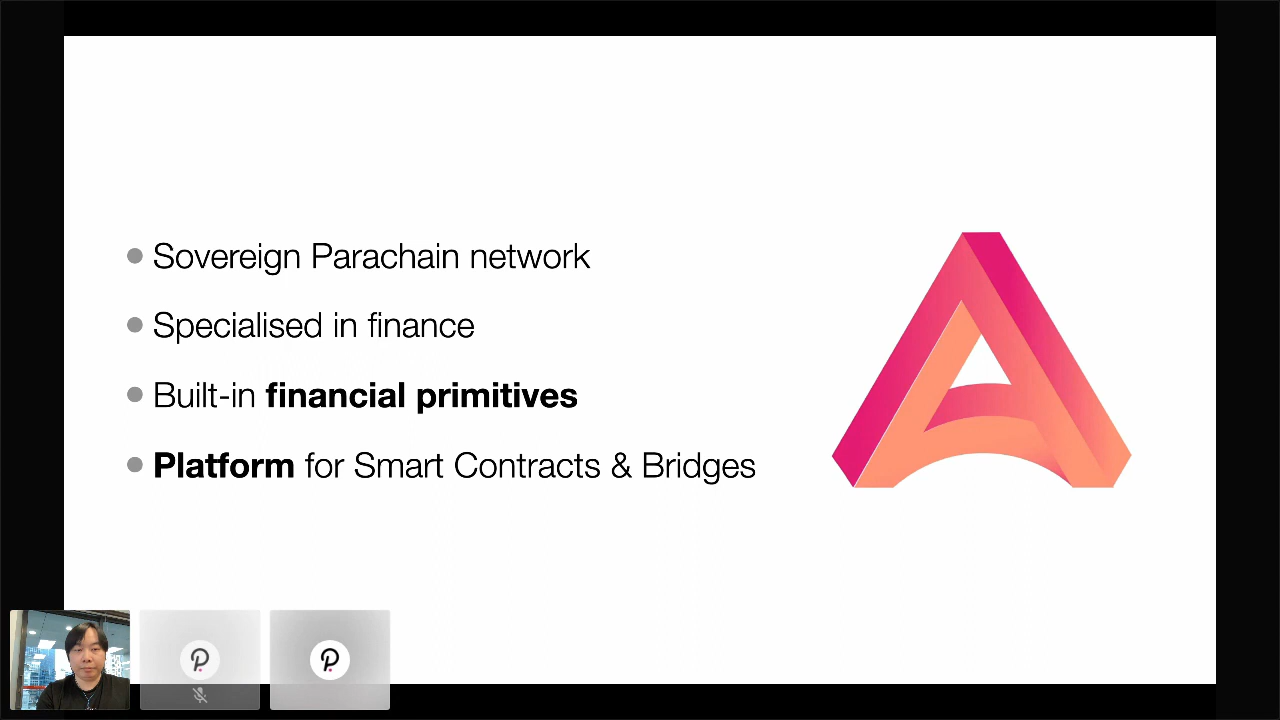 Sovereign Parachain network
Specialised in finance
Built-in financial primitives
Platform for Smart Contracts & Bridges